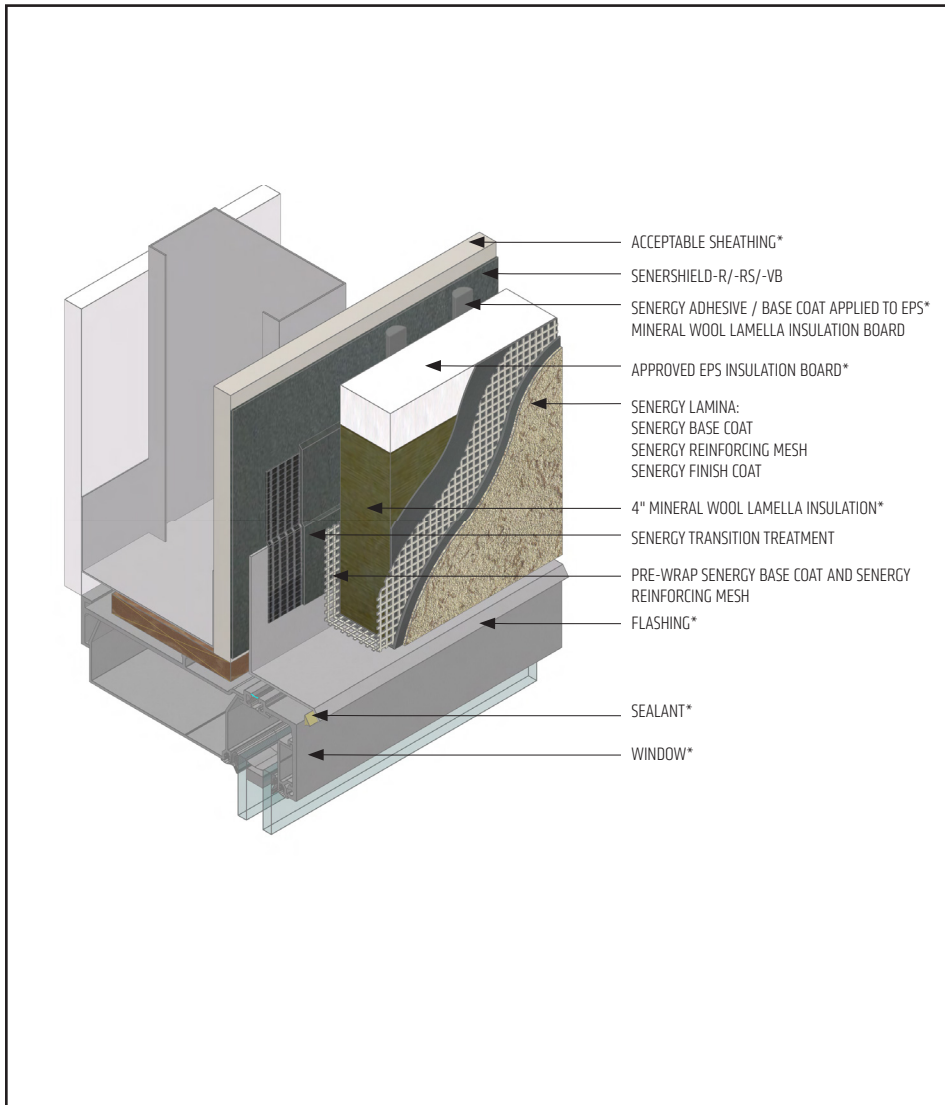 ACCEPTABLE SHEATHING*
SENERSHIELD-R/-RS/-VB
SENERGY ADHESIVE / BASE COAT APPLIED TO EPS*
MINERAL WOOL LAMELLA INSULATION BOARD
APPROVED EPS INSULATION BOARD*
SENERGY LAMINA:
SENERGY BASE COAT
SENERGY REINFORCING MESH
SENERGY FINISH COAT
4" MINERAL WOOL LAMELLA INSULATION*
SENERGY TRANSITION TREATMENT
PRE-WRAP SENERGY BASE COAT AND SENERGY
REINFORCING MESH
FLASHING*
SEALANT*
WINDOW*